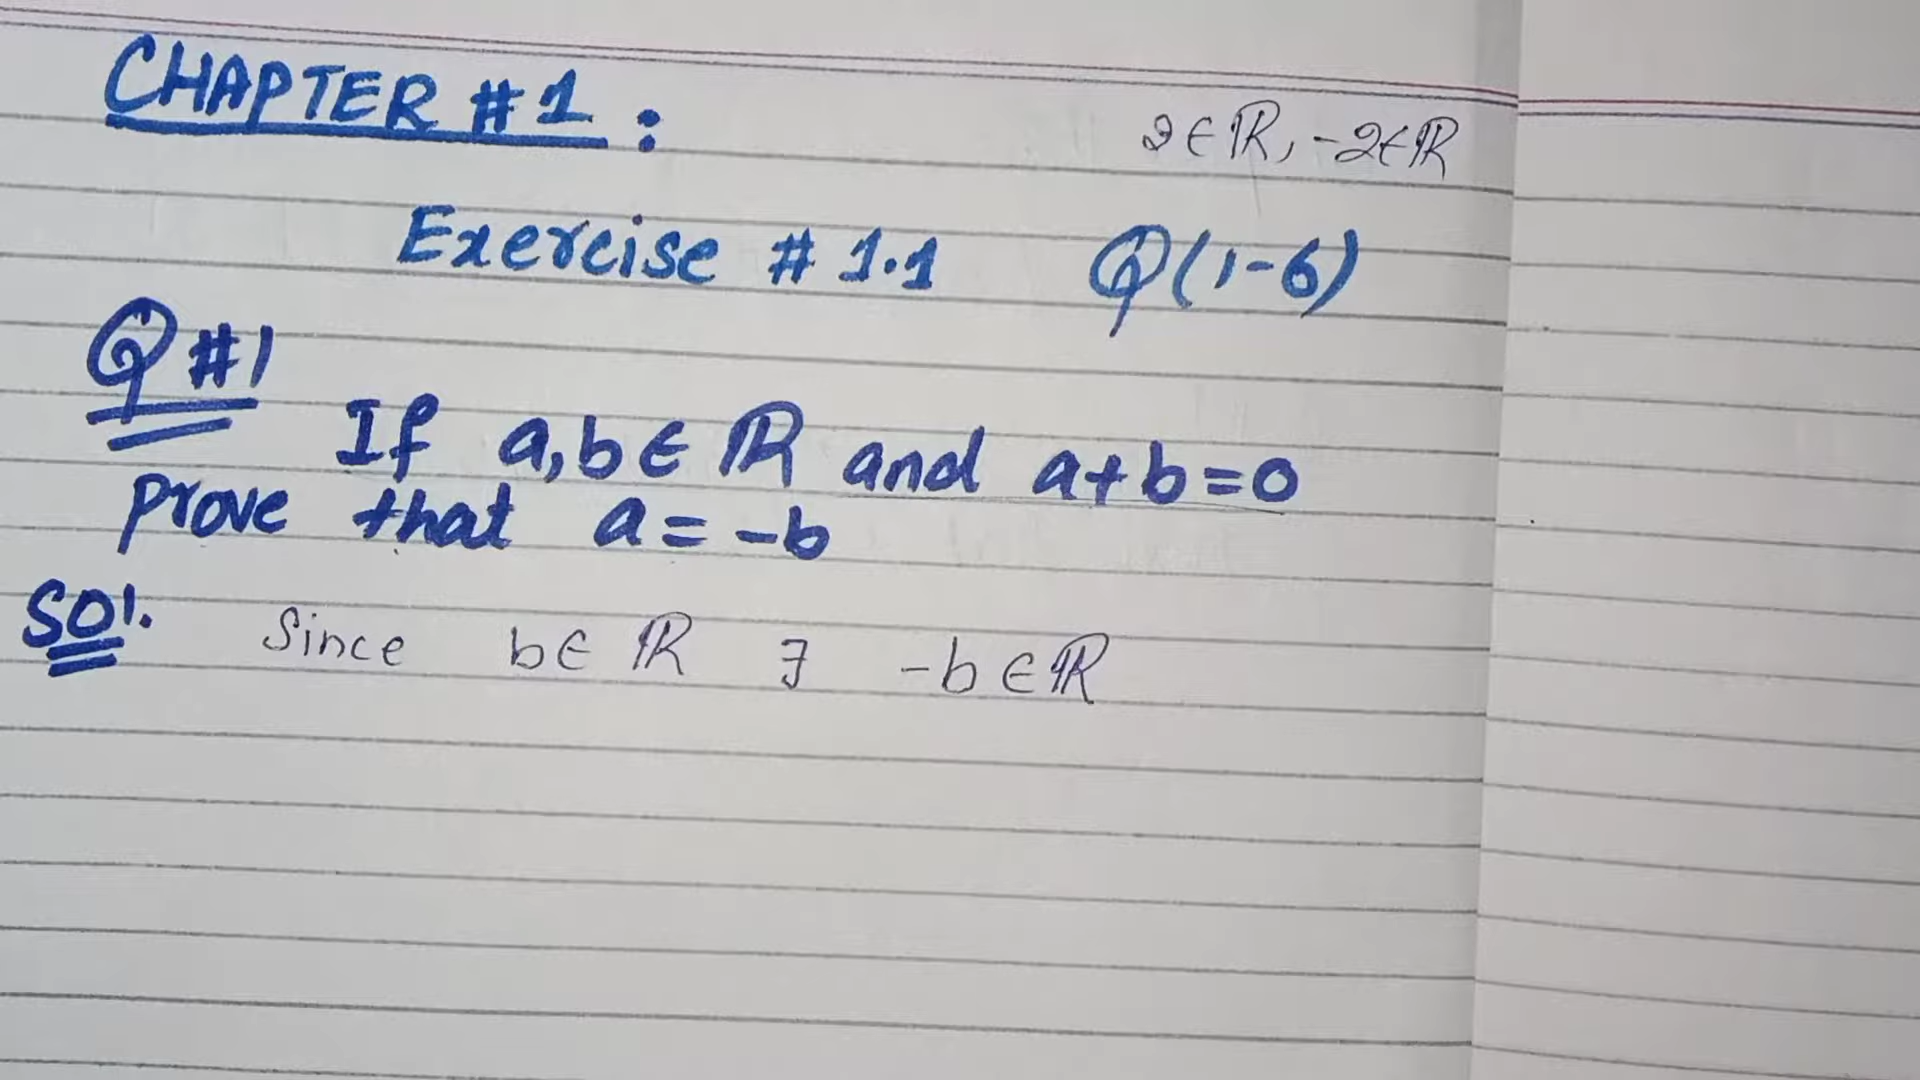 CHAPTER #1:
2∈ℝ, -2∈ℝ
Exercise # 1.1 Q(1-6)
Q #1
If a,b∈ ℝ and a+b=0
prove that a= -b
Sol. Since b∈ ℝ ∃ -b∈ℝ